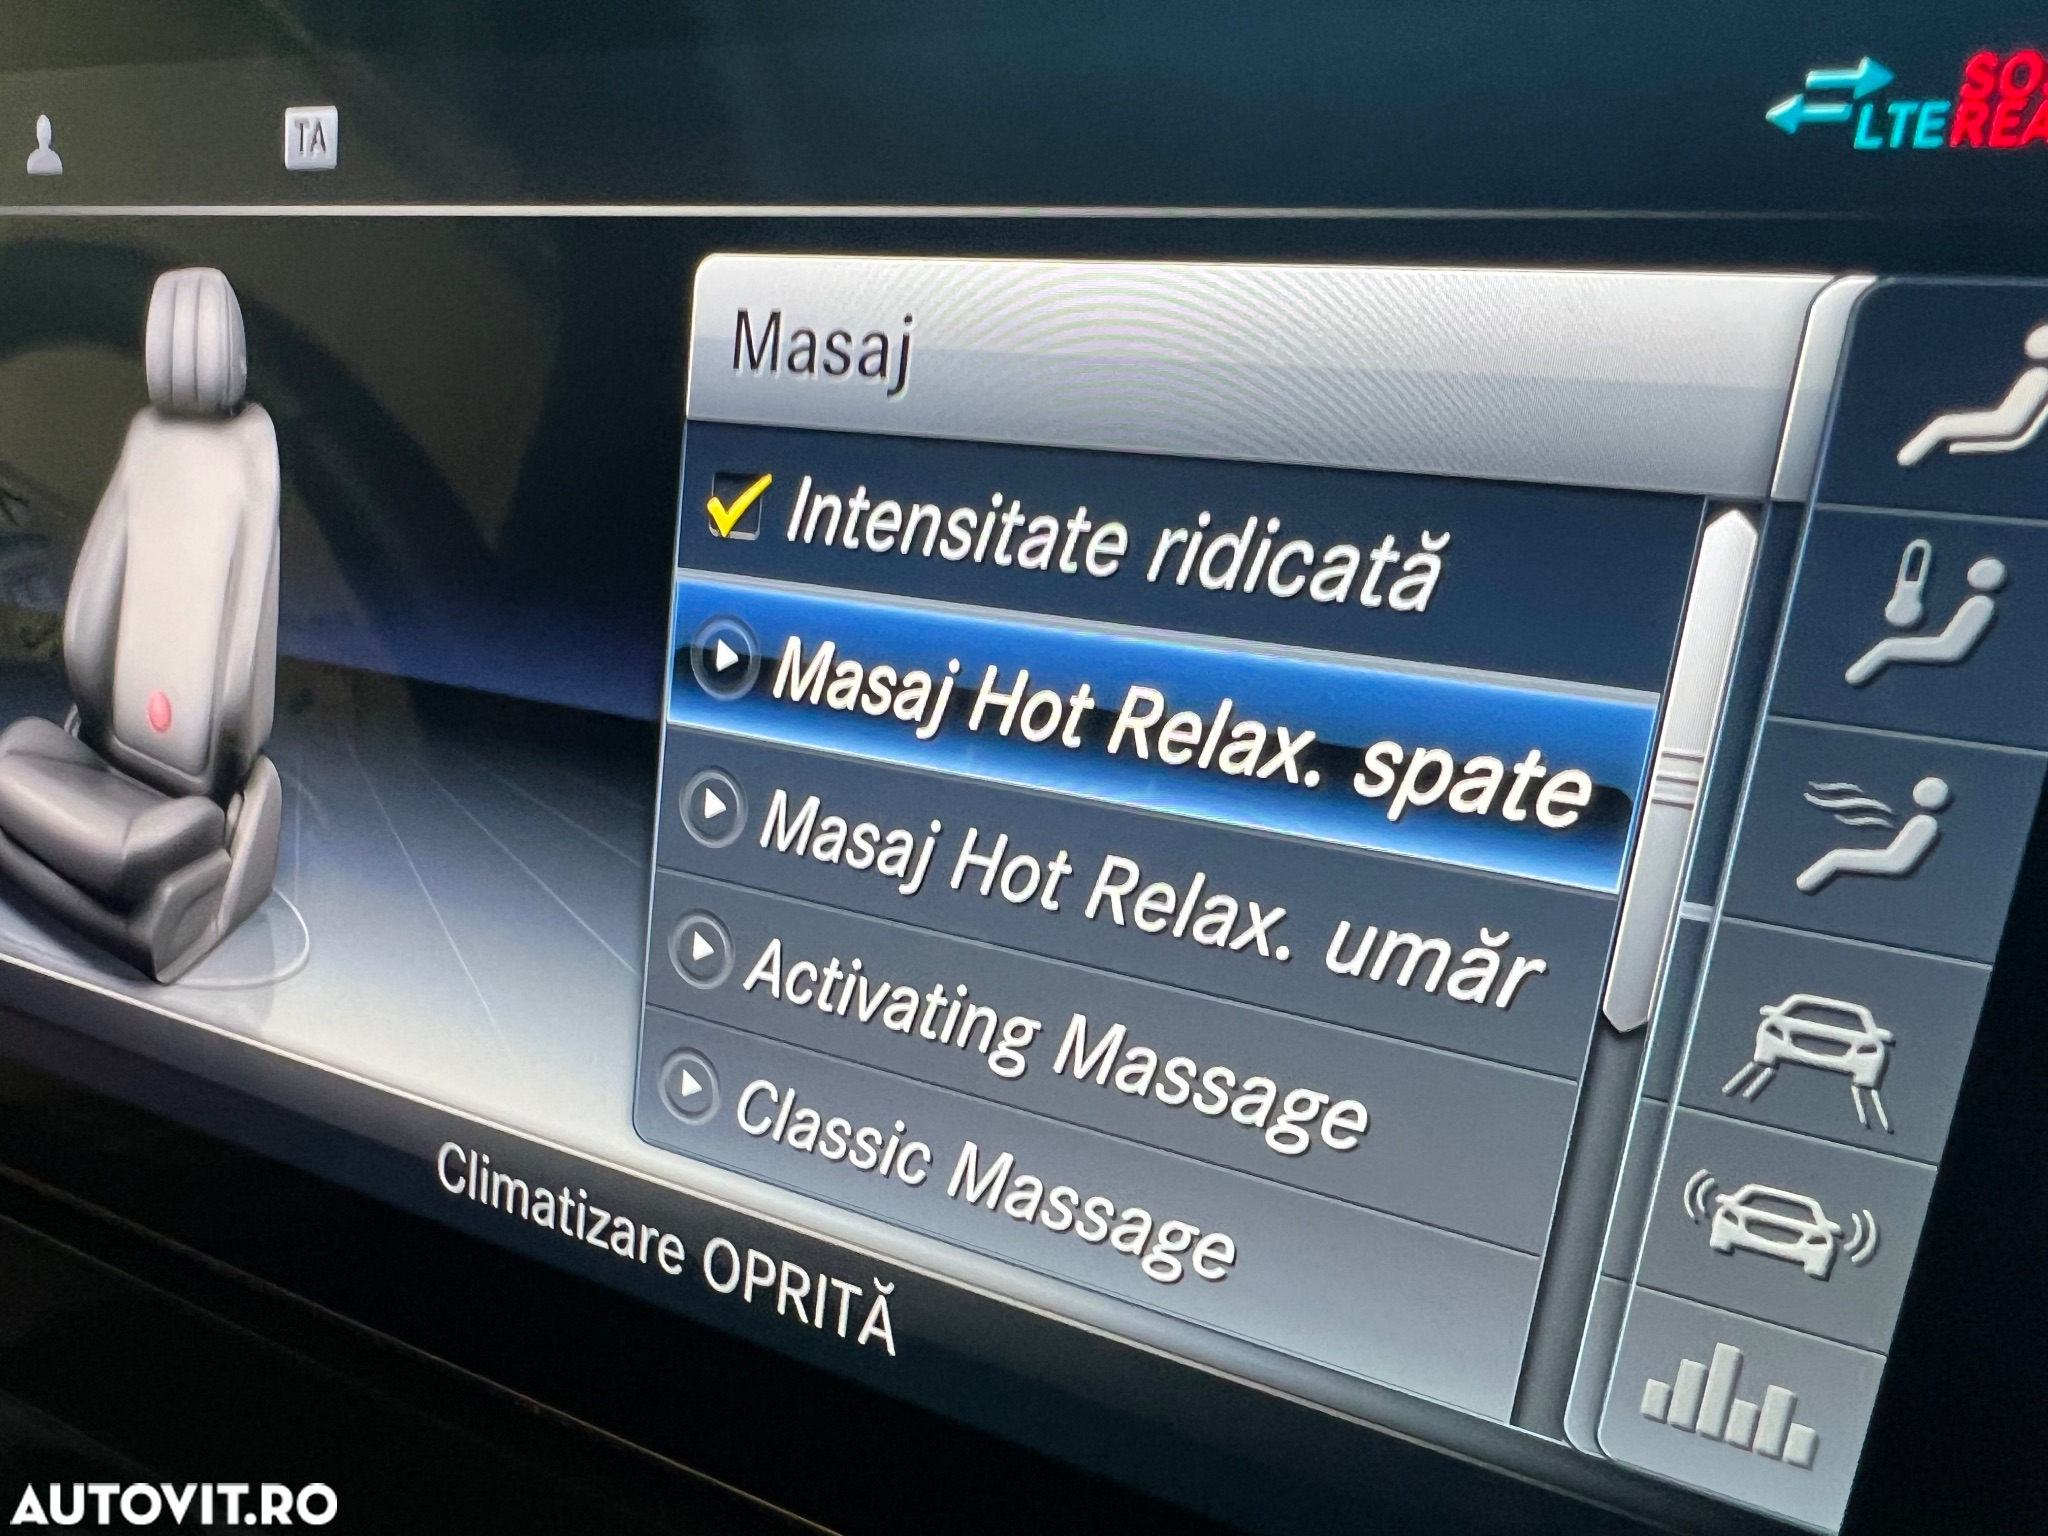 TA
LTE
Masaj
Intensitate ridicată
Masaj Hot Relax. spate
Masaj Hot Relax. umăr
Activating Massage
Classic Massage
Climatizare OPRITĂ
AUTOVIT.RO